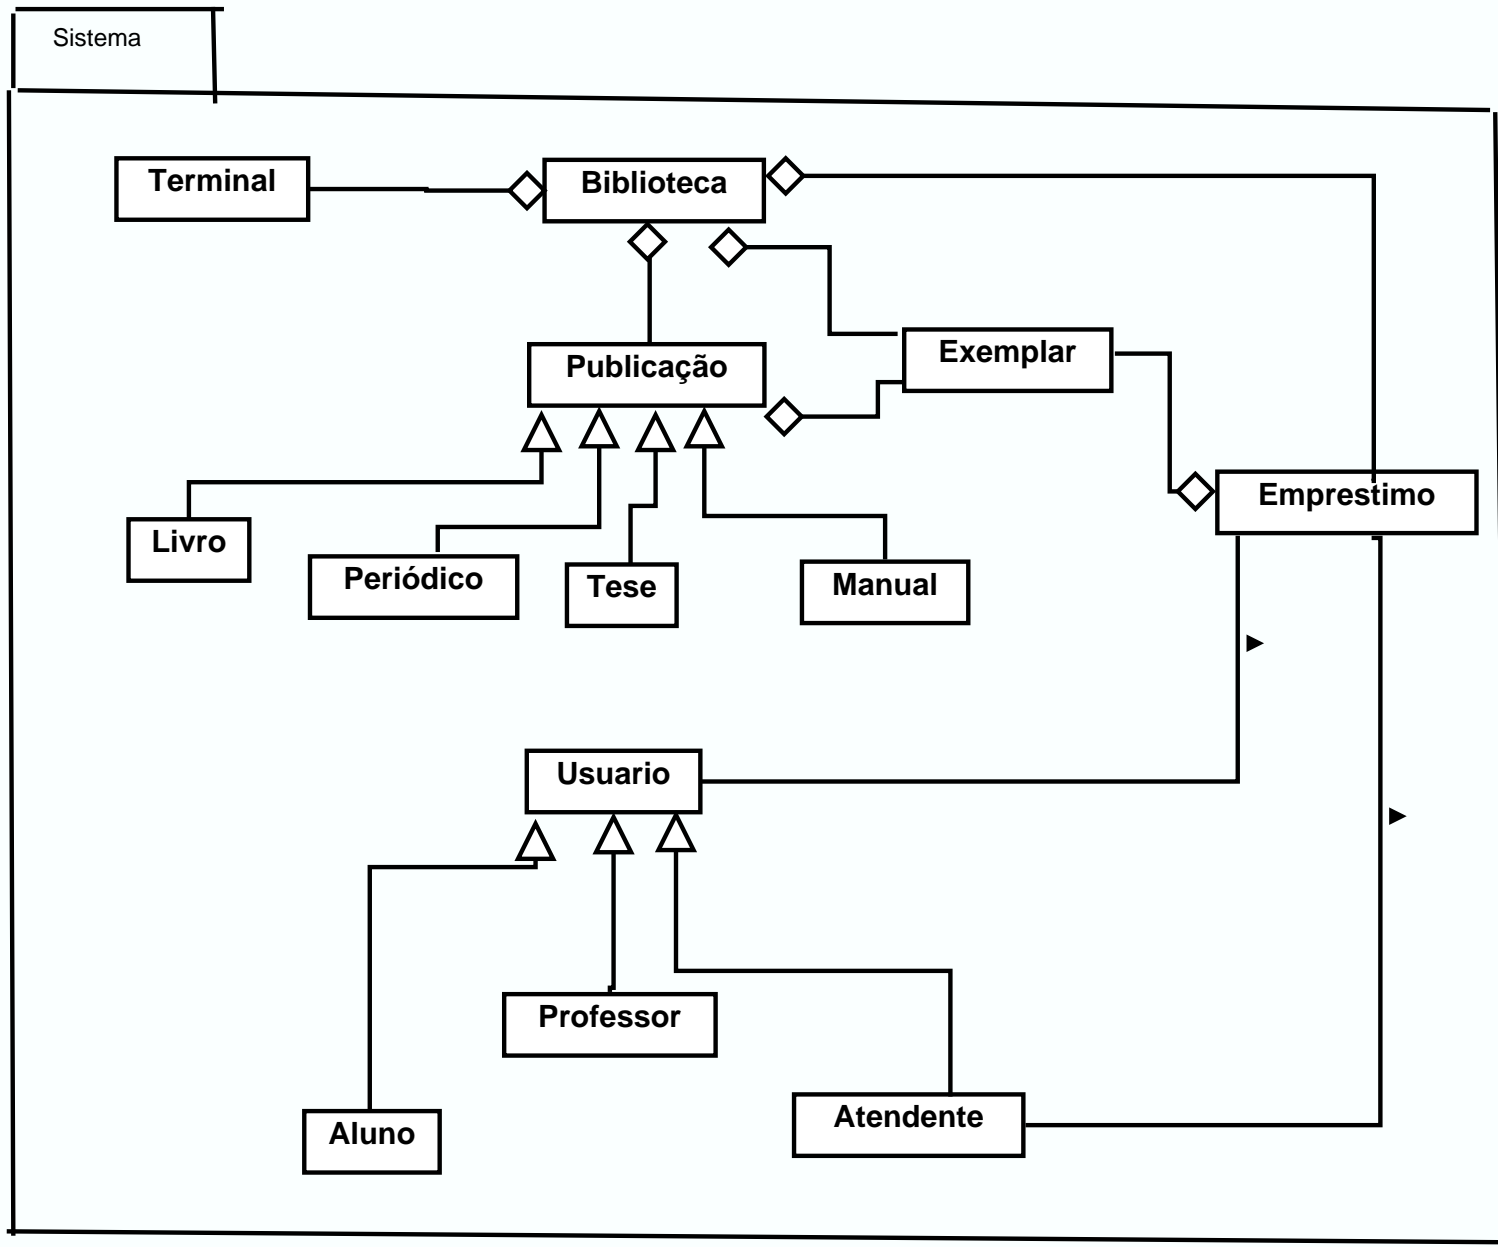 Sistema
Terminal
Biblioteca
Publicação
Exemplar
Emprestimo
Livro
Periódico
Tese
Manual
Usuario
Professor
Aluno
Atendente